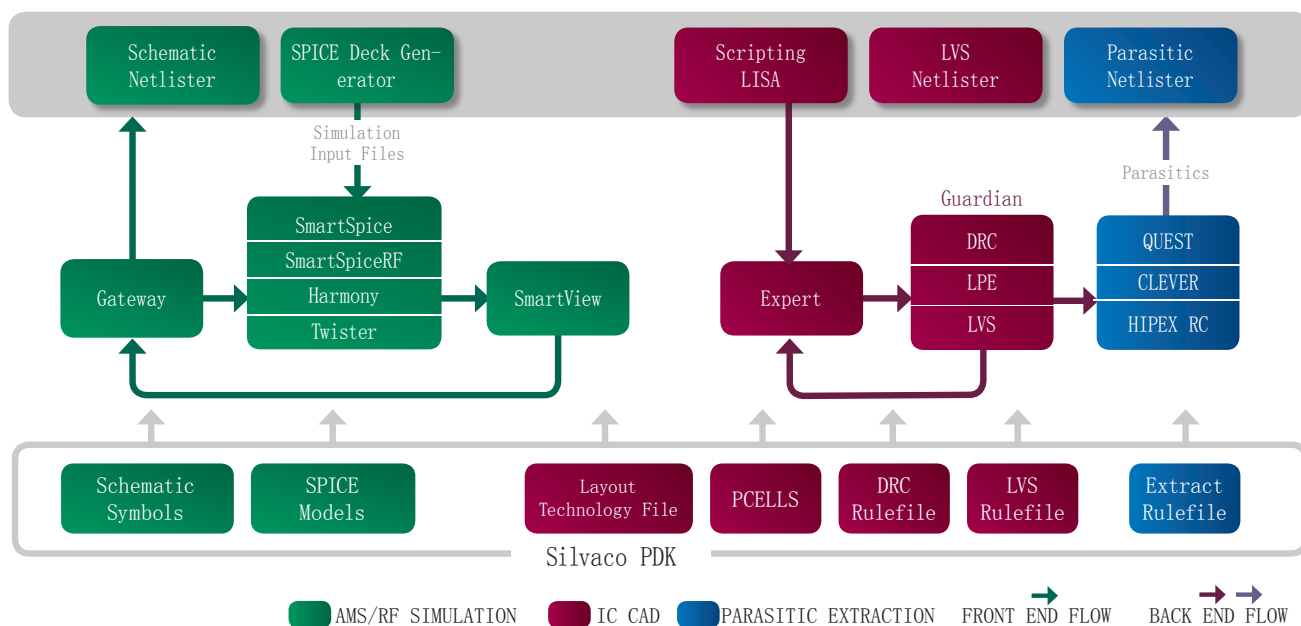 Schematic
Netlister
SPICE Deck Gen-
erator
Scripting
LISA
LVS
Netlister
Parasitic
Netlister
Simulation
Input Files
Parasitics
Guardian
SmartSpice
SmartSpiceRF
Harmony
Twister
Gateway
SmartView
Expert
DRC
LPE
LVS
QUEST
CLEVER
HIPEX RC
Schematic
Symbols
SPICE
Models
Layout
Technology File
PCELLS
DRC
Rulefile
LVS
Rulefile
Extract
Rulefile
Silvaco PDK
AMS/RF SIMULATION
IC CAD
PARASITIC EXTRACTION
FRONT END FLOW
BACK END FLOW